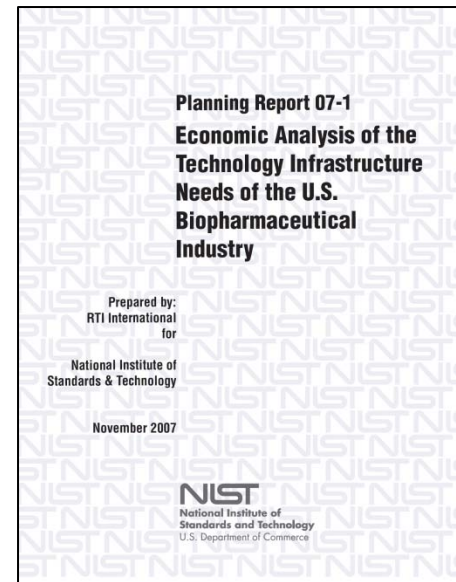 Planning Report 07-1
Economic Analysis of the
Technology Infrastructure
Needs of the U.S.
Biopharmaceutical
Industry
Prepared by:
RTI International
for
National Institute of
Standards & Technology
November 2007
NIST
National Institute of
Standards and Technology
U.S. Department of Commerce